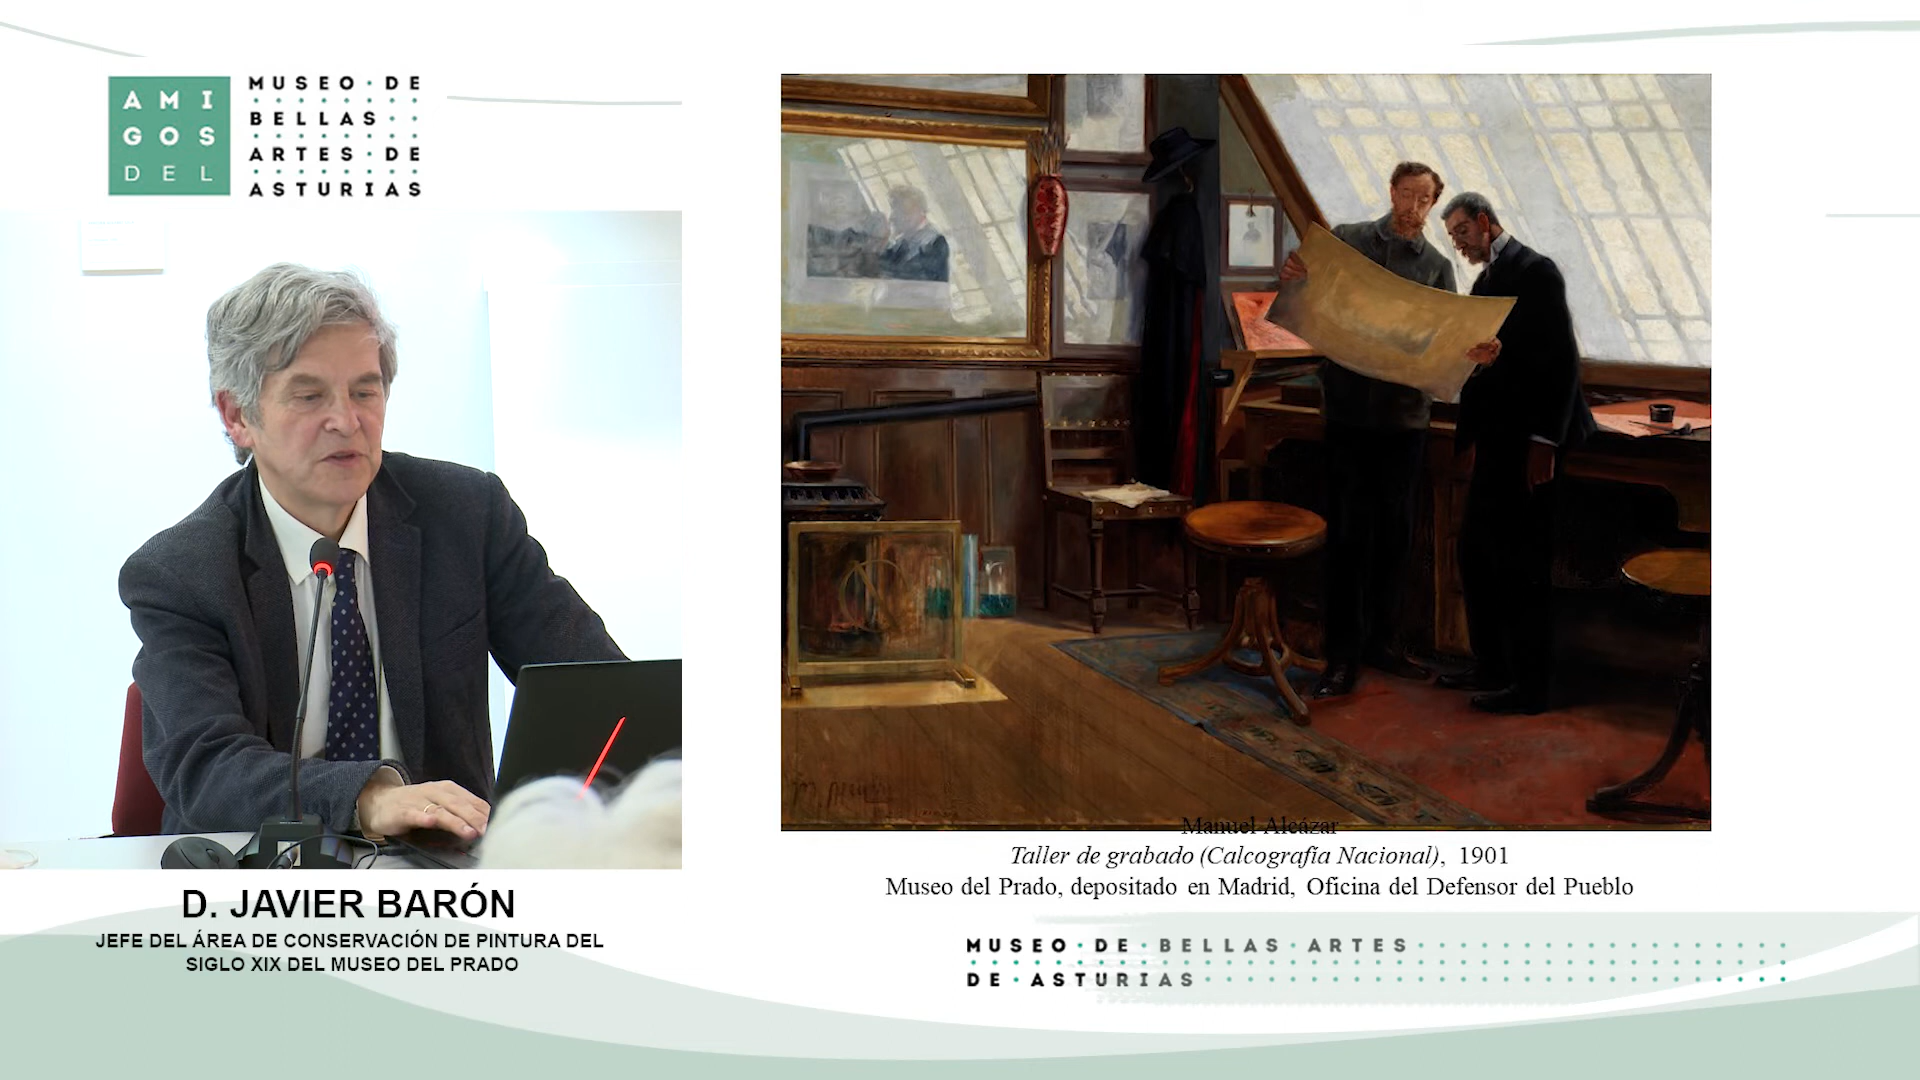 AMI
GOS
DEL
MUSEO·DE
BELLAS
ARTES·DE
ASTURIAS
Manuel Alcázar
Taller de grabado (Calcografía Nacional), 1901
Museo del Prado, depositado en Madrid, Oficina del Defensor del Pueblo
D. JAVIER BARÓN
JEFE DEL ÁREA DE CONSERVACIÓN DE PINTURA DEL
SIGLO XIX DEL MUSEO DEL PRADO
MUSEO·DE·BELLAS·ARTES
DE·ASTURIAS